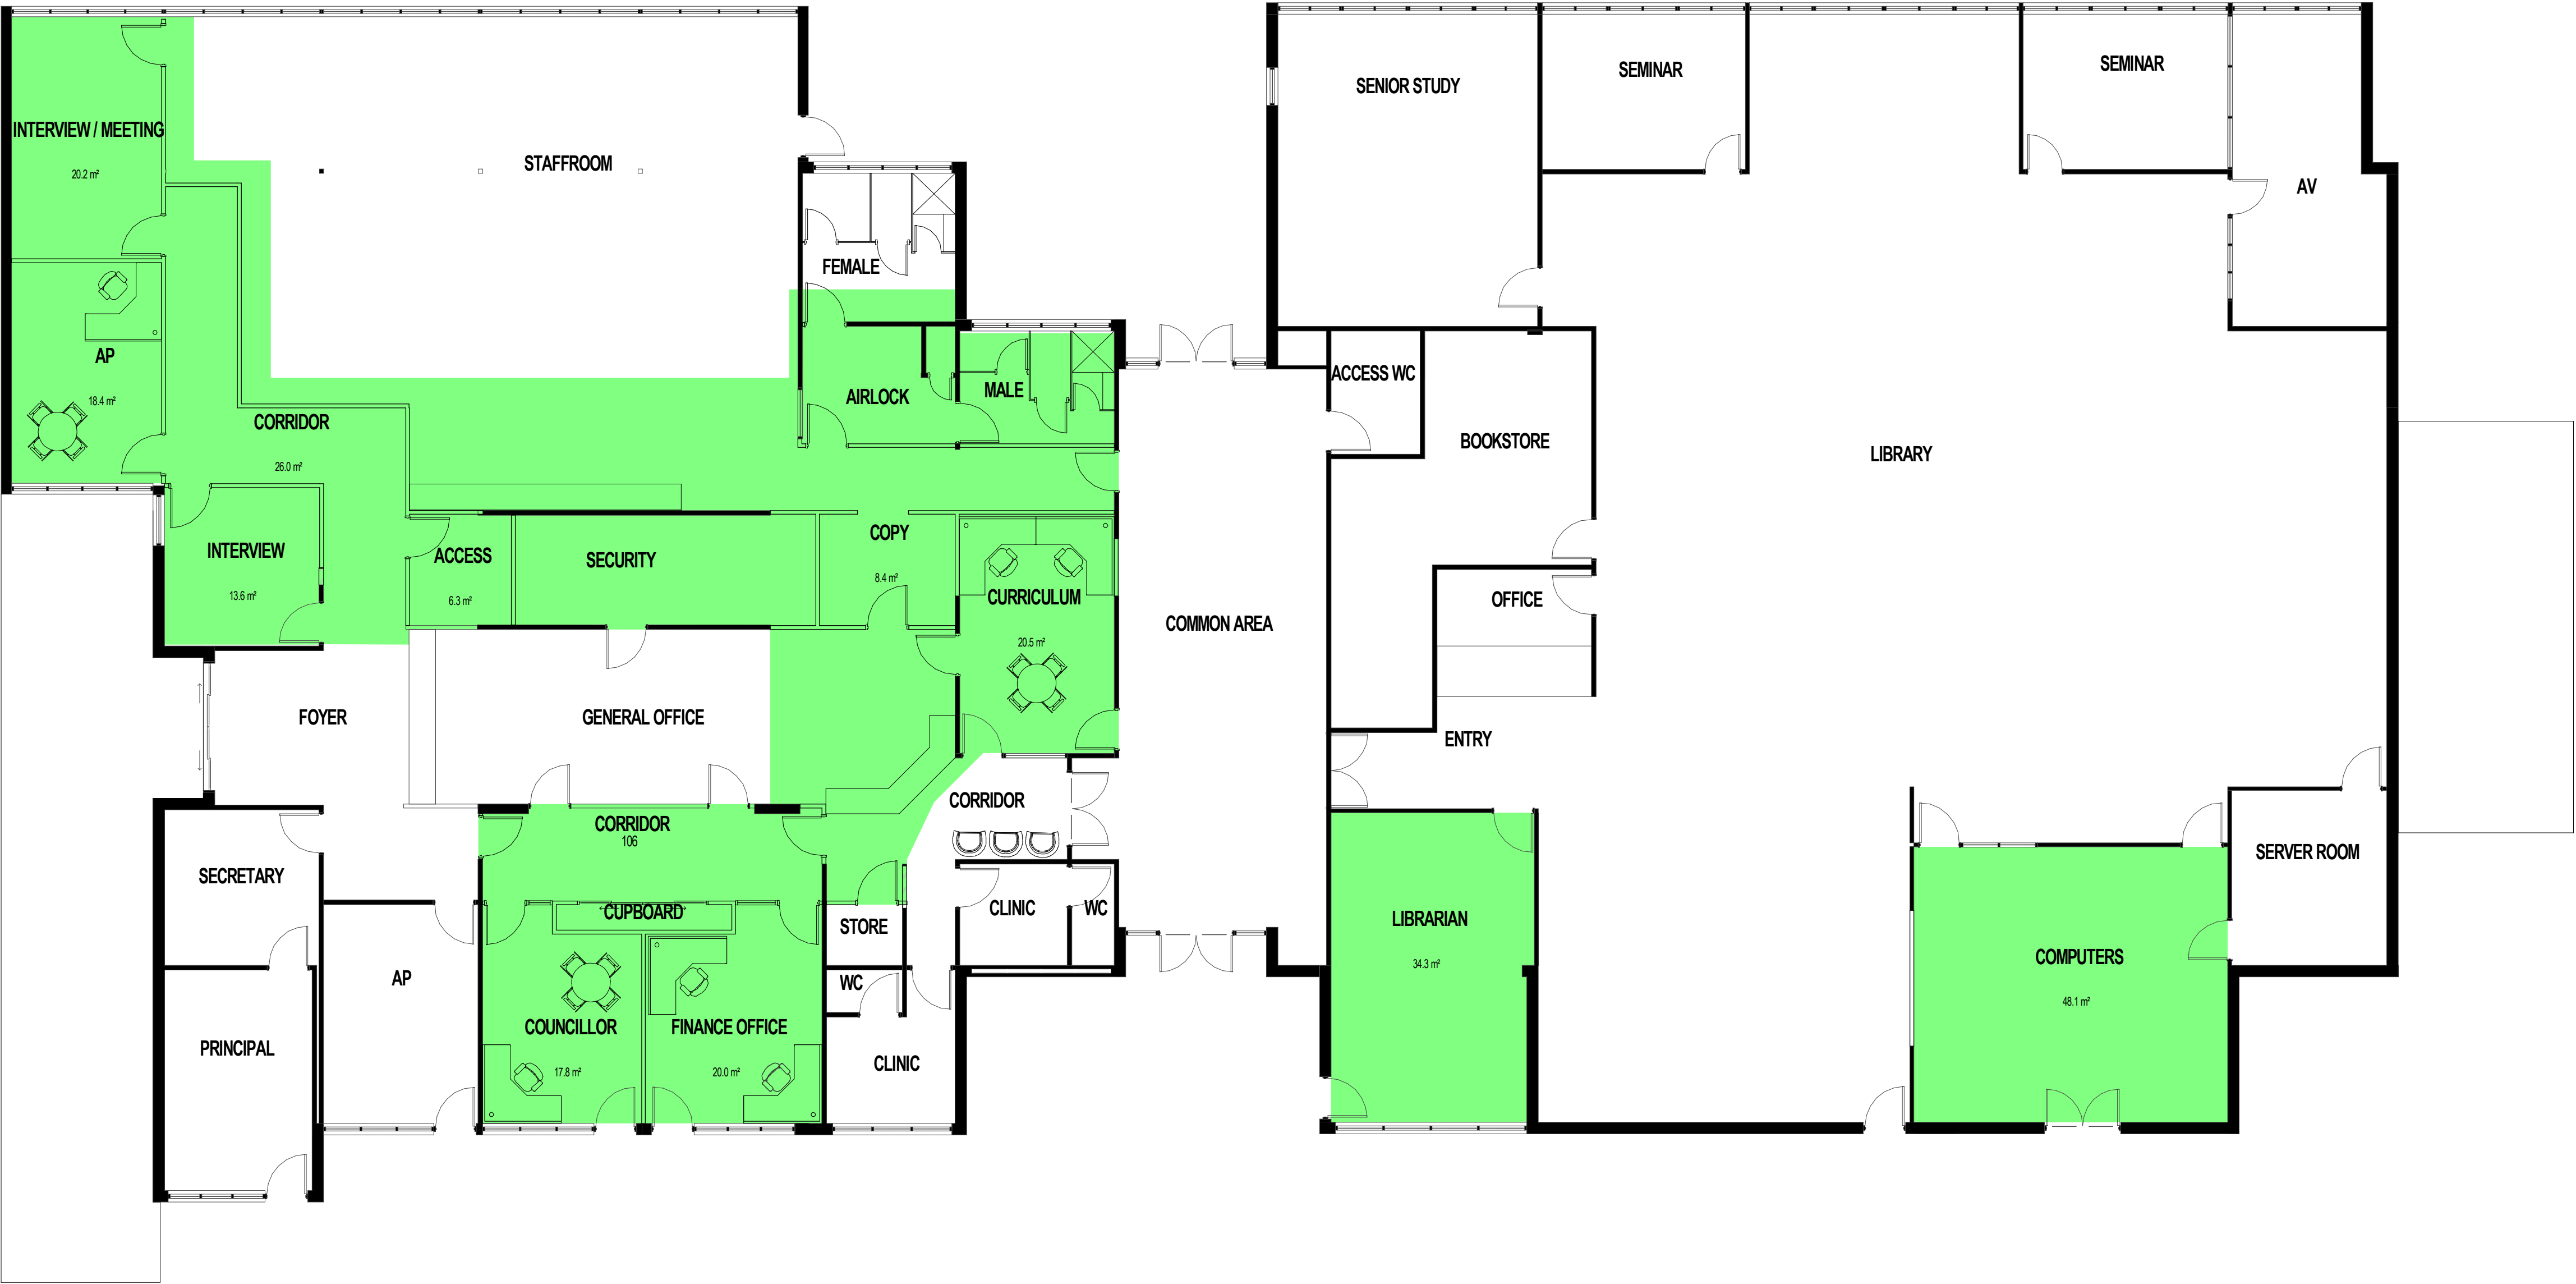 SENIOR STUDY
SEMINAR
SEMINAR
INTERVIEW / MEETING
20.2 m²
STAFFROOM
AV
FEMALE
AP
18.4 m²
CORRIDOR
26.0 m²
AIRLOCK
MALE
ACCESS WC
BOOKSTORE
LIBRARY
INTERVIEW
13.6 m²
ACCESS
6.3 m²
SECURITY
COPY
8.4 m²
CURRICULUM
20.5 m²
COMMON AREA
OFFICE
FOYER
GENERAL OFFICE
ENTRY
CORRIDOR
CORRIDOR
106
SECRETARY
CUPBOARD
STORE
CLINIC
WC
LIBRARIAN
34.3 m²
SERVER ROOM
COMPUTERS
48.1 m²
AP
WC
COUNCILLOR
17.8 m²
FINANCE OFFICE
20.0 m²
PRINCIPAL
CLINIC